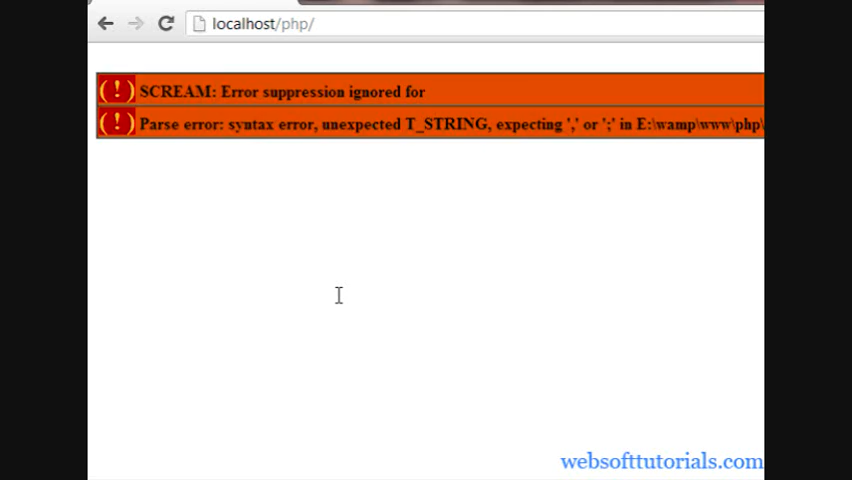 localhost/php/
( ! ) SCREAM: Error suppression ignored for
( ! ) Parse error: syntax error, unexpected T_STRING, expecting ',' or ';' in E:\wamp\www\php\
websofttutorials.com